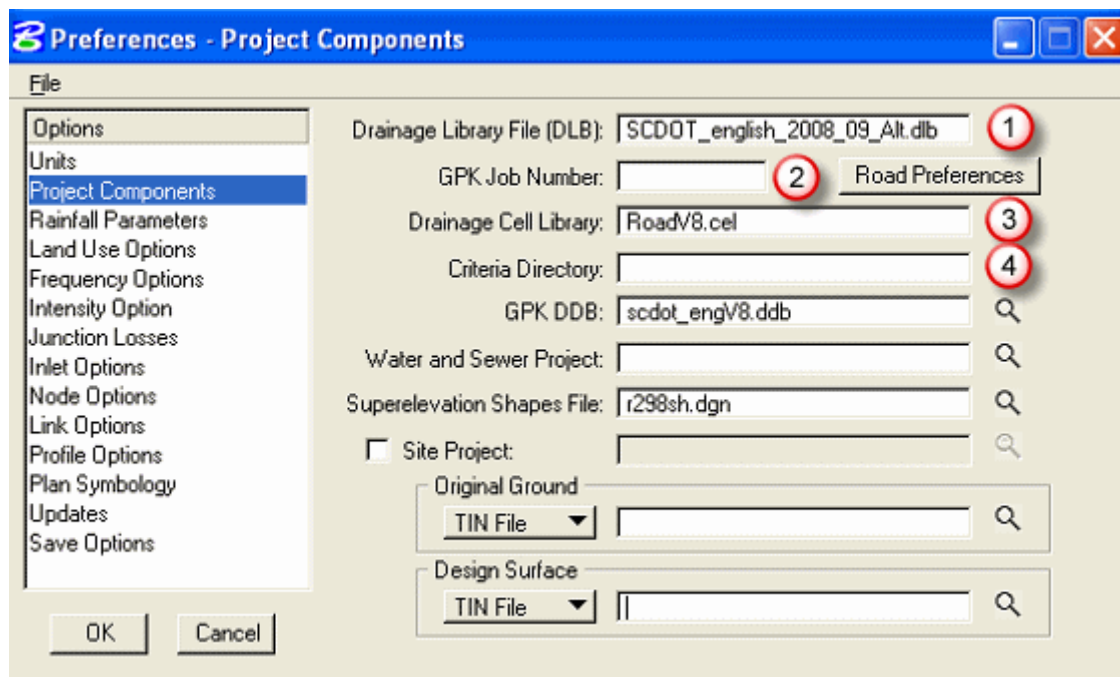 Preferences - Project Components
File
Options
Units
Project Components
Rainfall Parameters
Land Use Options
Frequency Options
Intensity Option
Junction Losses
Inlet Options
Node Options
Link Options
Profile Options
Plan Symbology
Updates
Save Options
OK
Cancel
Drainage Library File (DLB): SCDOT_english_2008_09_Alt.dlb 1
GPK Job Number: 2 Road Preferences
Drainage Cell Library: RoadV8.cel 3
Criteria Directory: 4
GPK DDB: scdot_engV8.ddb
Water and Sewer Project:
Superelevation Shapes File: r298sh.dgn
Site Project:
Original Ground
TIN File
Design Surface
TIN File